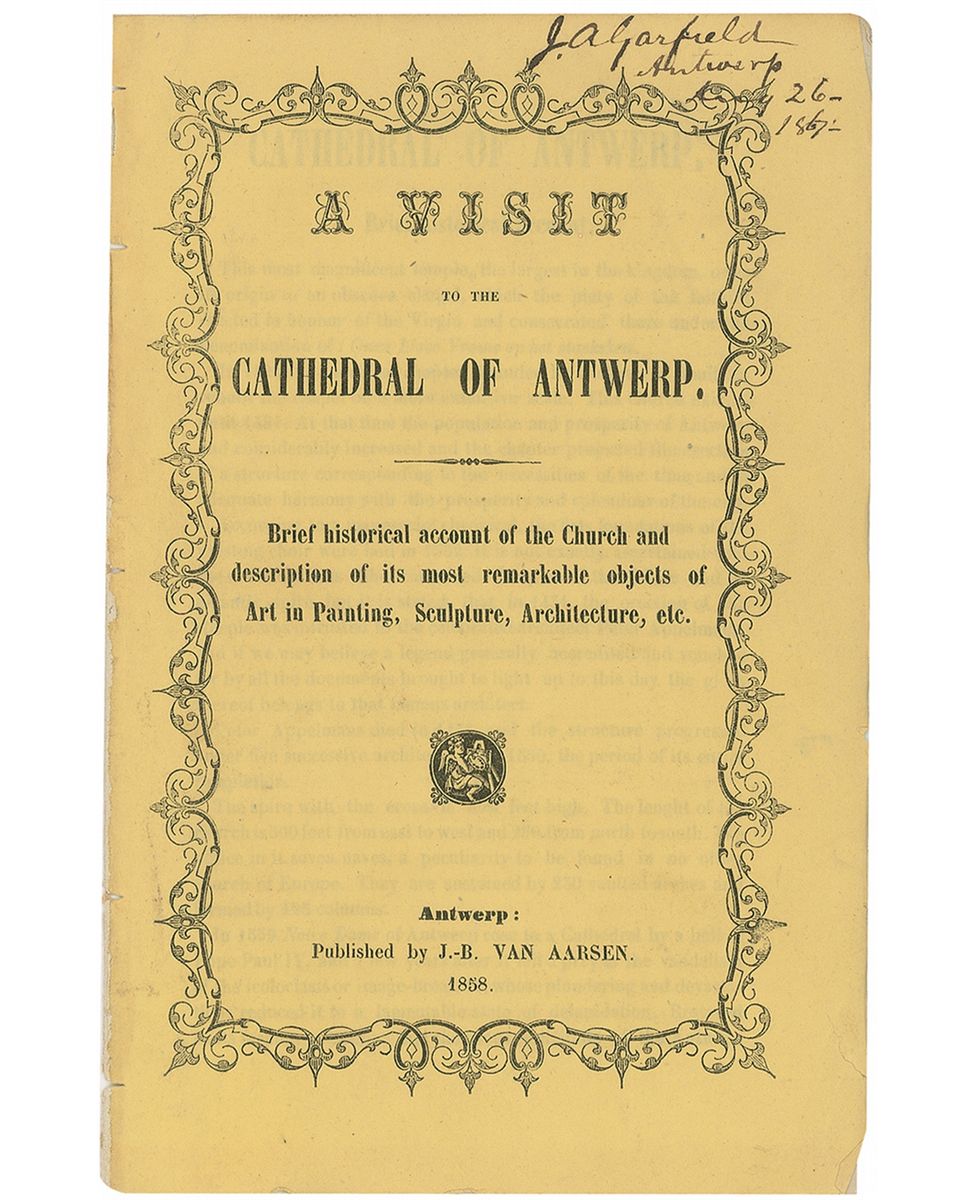 J. A. Garfield
Antwerp
26-
A VISIT
TO THE
CATHEDRAL OF ANTWERP.
Brief historical account of the Church and
description of its most remarkable objects of
Art in Painting, Sculpture, Architecture, etc.
Antwerp:
Published by J.-B. VAN AARSEN.
1858.